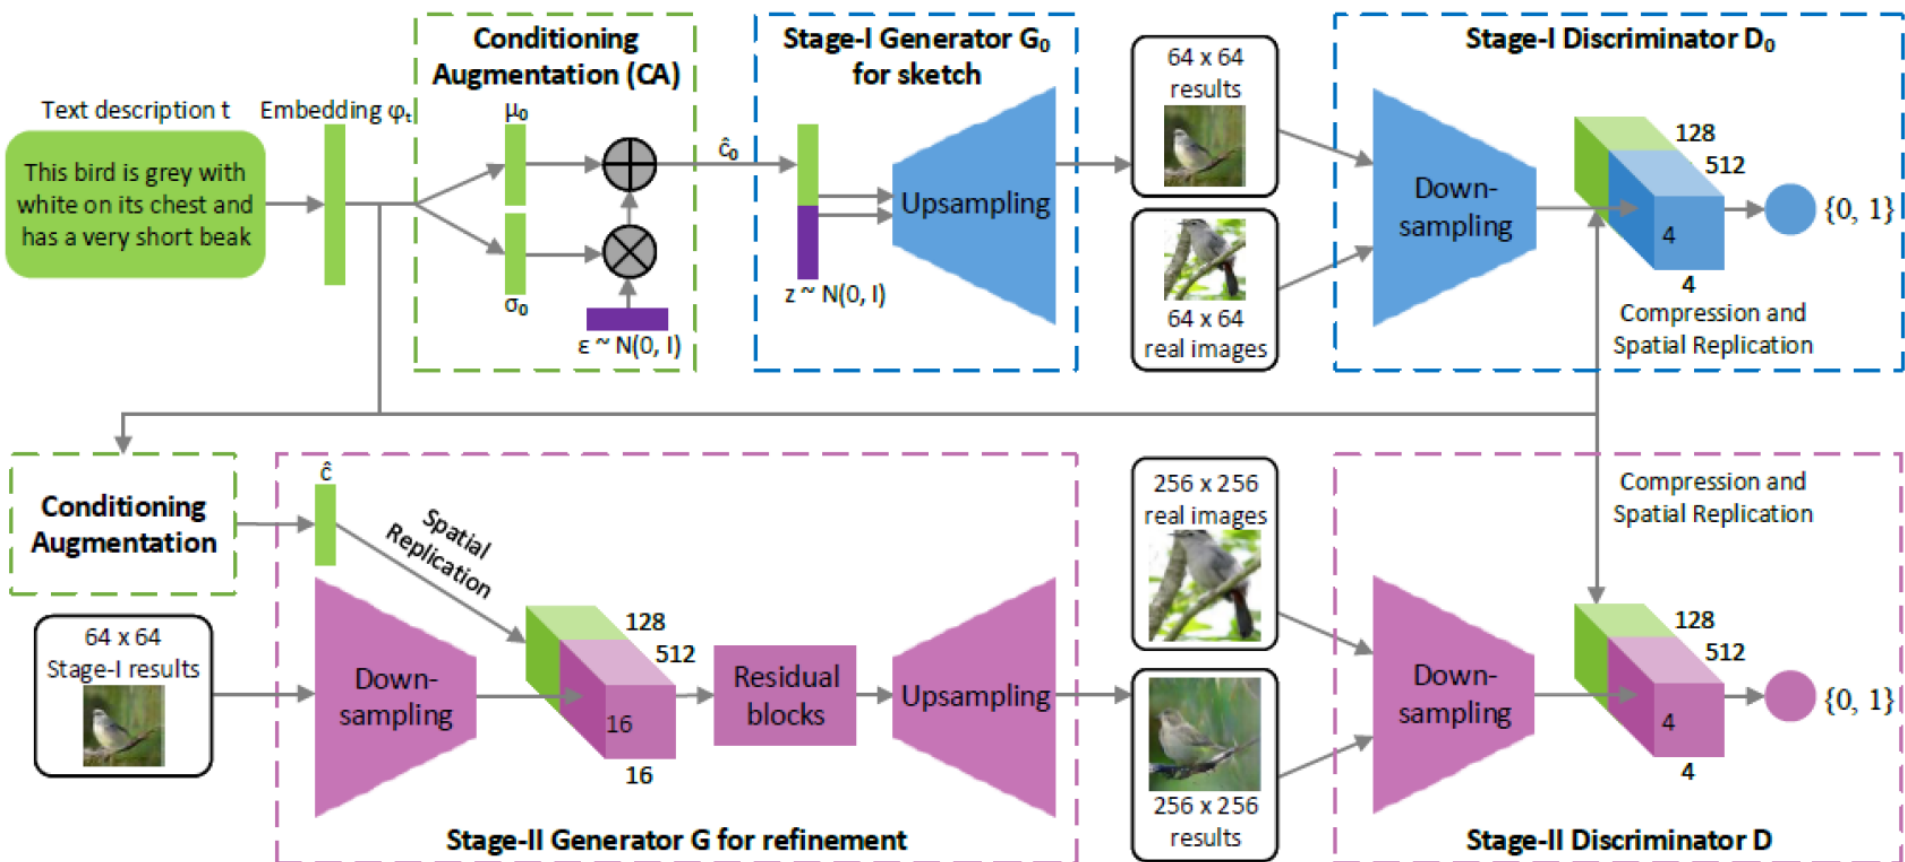 Text description t
This bird is grey with
white on its chest and
has a very short beak
Embedding φₜ
Conditioning
Augmentation (CA)
μ₀
σ₀
ε ~ N(0, I)
ĉ₀
Stage-I Generator G₀
for sketch
z ~ N(0, I)
Upsampling
64 x 64
results
64 x 64
real images
Stage-I Discriminator D₀
Down-
sampling
128
512
4
4
{0, 1}
Compression and
Spatial Replication
Conditioning
Augmentation
64 x 64
Stage-I results
ĉ
Spatial
Replication
Down-
sampling
128
512
16
16
Residual
blocks
Upsampling
Stage-II Generator G for refinement
256 x 256
real images
256 x 256
results
Compression and
Spatial Replication
Down-
sampling
128
512
4
4
{0, 1}
Stage-II Discriminator D